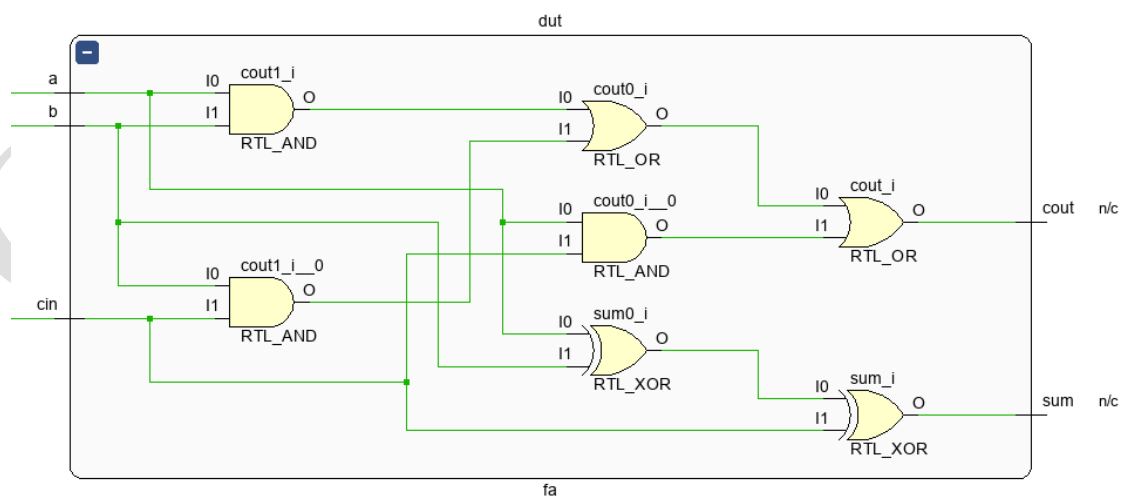 dut
a
b
cin
I0
I1
cout1_i
O
RTL_AND
I0
I1
cout1_i__0
O
RTL_AND
I0
I1
cout0_i
O
RTL_OR
I0
I1
cout0_i__0
O
RTL_AND
I0
I1
sum0_i
O
RTL_XOR
I0
I1
cout_i
O
RTL_OR
I0
I1
sum_i
O
RTL_XOR
cout n/c
sum n/c
fa